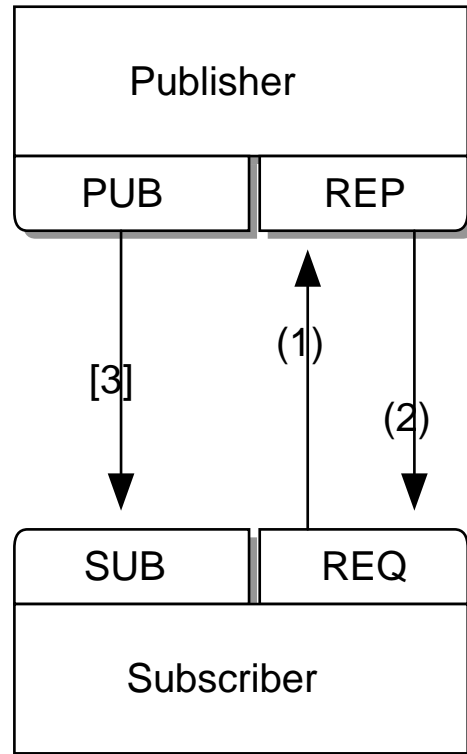 Publisher
PUB
REP
(1)
[3]
(2)
SUB
REQ
Subscriber